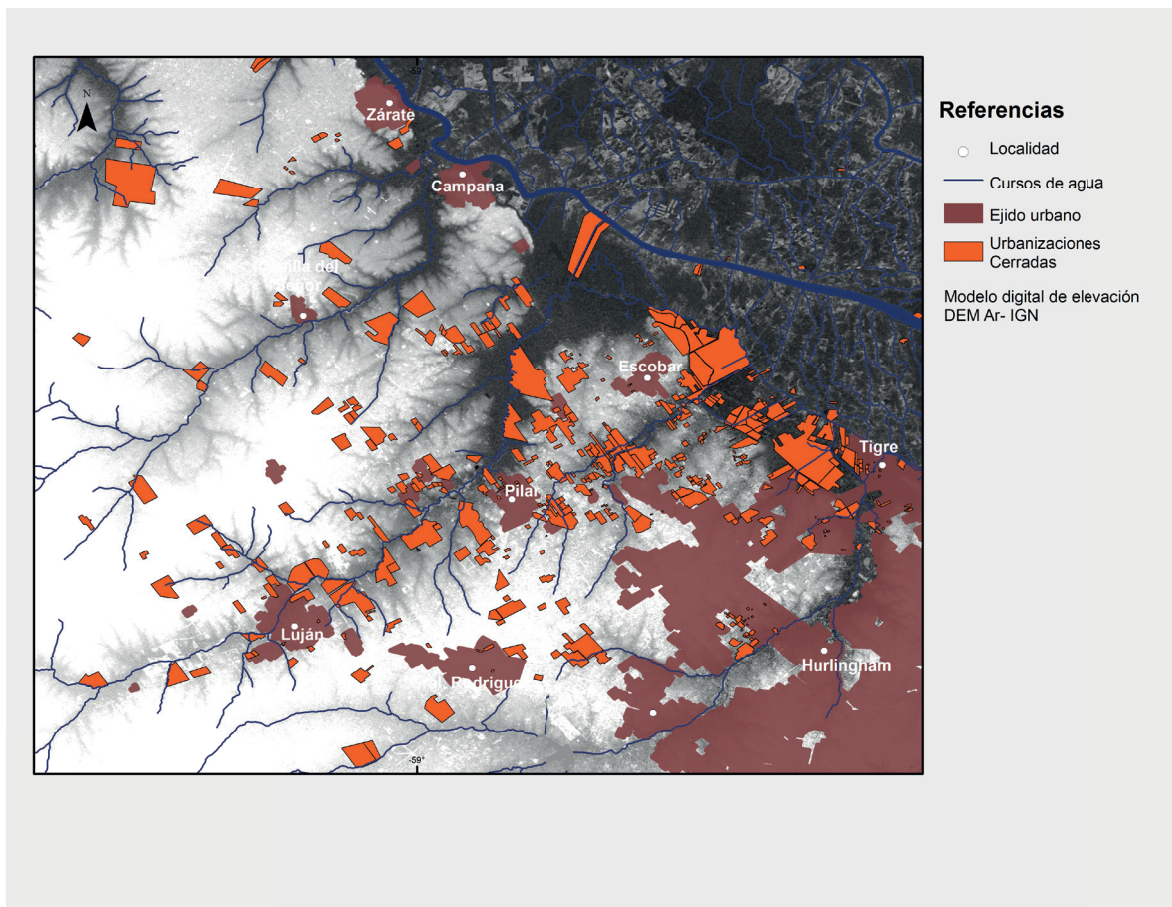 -59
N
Zárate
Campana
Escobar
Tigre
Pilar
Luján
Hurlingham
-59°
Referencias
Localidad
Cursos de agua
Ejido urbano
Urbanizaciones
Cerradas
Modelo digital de elevación
DEM Ar- IGN